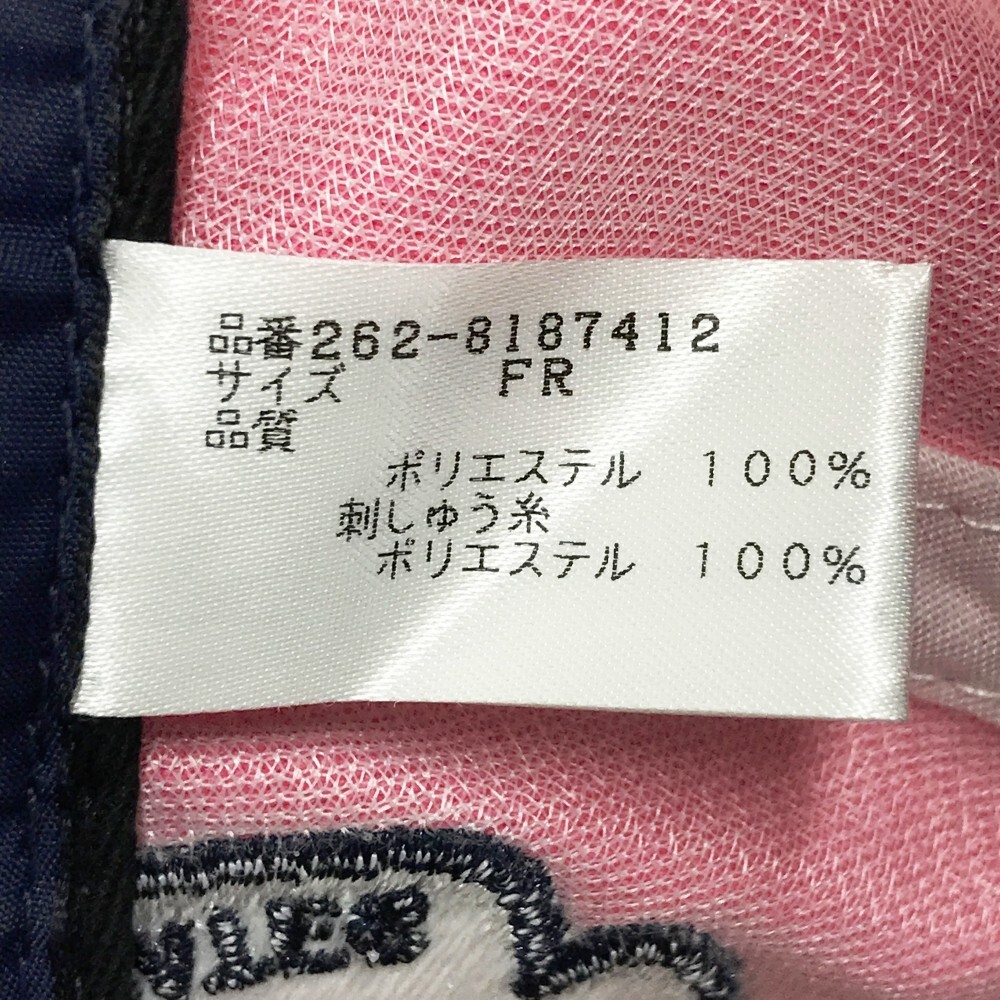 品番262-8187412
サイズ FR
品質
ポリエステル 100%
刺しゅう糸
ポリエステル 100%